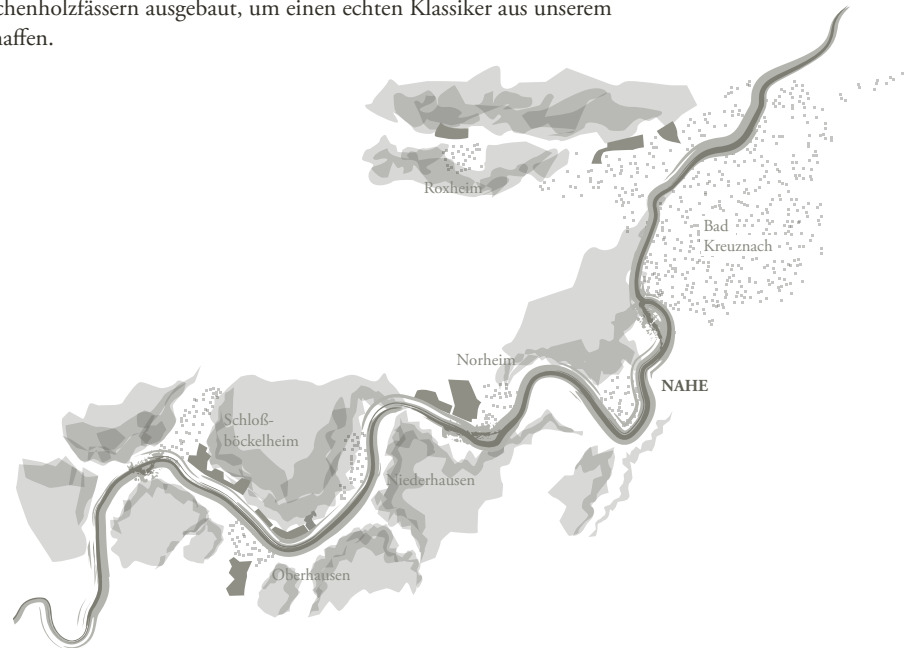 chenholzfässern ausgebaut, um einen echten Klassiker aus unserem
haffen.
Roxheim
Bad
Kreuznach
Norheim
NAHE
Schloß-
böckelheim
Niederhausen
Oberhausen